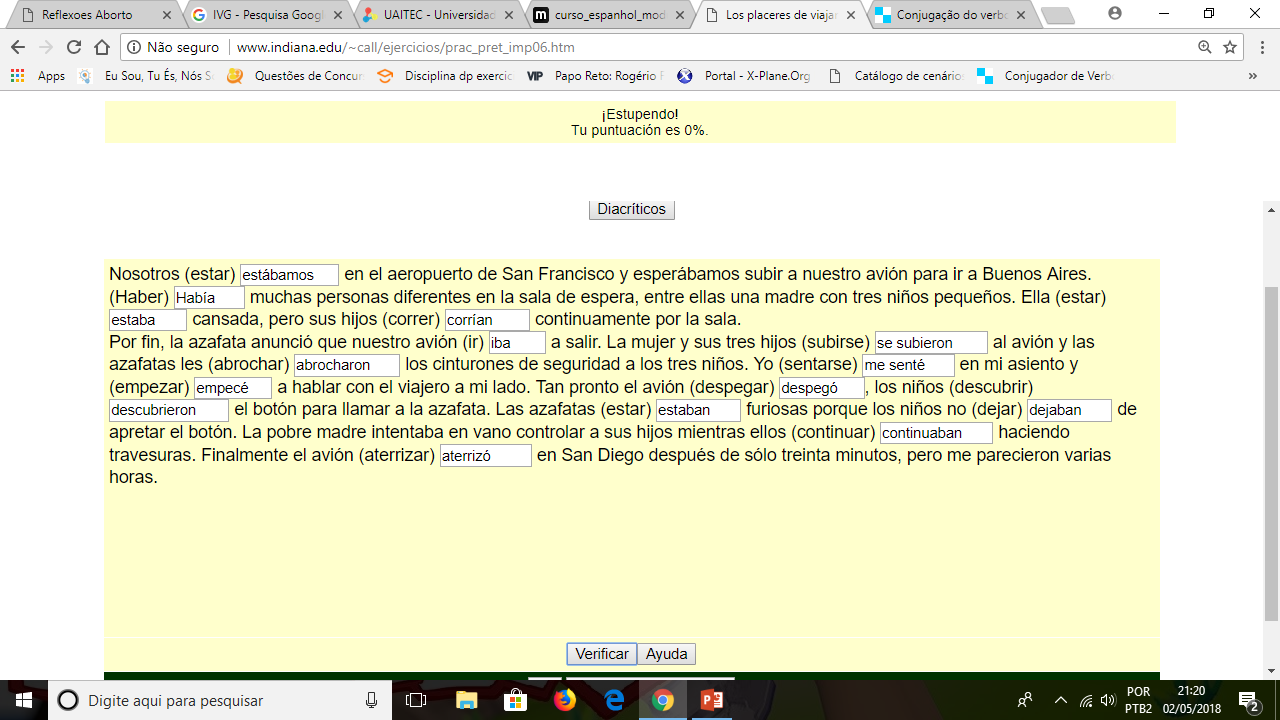 Reflexoes Aborto
IVG - Pesquisa Goog
UAITEC - Universidad
curso_espanhol_mod
Los placeres de viajar
Conjugação do verbo
Não seguro
www.indiana.edu/~call/ejercicios/prac_pret_imp06.htm
Apps
Eu Sou, Tu És, Nós S
Questões de Concur
Disciplina dp exercic
VIP Papo Reto: Rogério F
Portal - X-Plane.Org
Catálogo de cenário
Conjugador de Verb
»
¡Estupendo!
Tu puntuación es 0%.
Diacríticos
Nosotros (estar) estábamos en el aeropuerto de San Francisco y esperábamos subir a nuestro avión para ir a Buenos Aires.
(Haber) Había muchas personas diferentes en la sala de espera, entre ellas una madre con tres niños pequeños. Ella (estar)
estaba cansada, pero sus hijos (correr) corrían continuamente por la sala.
Por fin, la azafata anunció que nuestro avión (ir) iba a salir. La mujer y sus tres hijos (subirse) se subieron al avión y las
azafatas les (abrochar) abrocharon los cinturones de seguridad a los tres niños. Yo (sentarse) me senté en mi asiento y
(empezar) empecé a hablar con el viajero a mi lado. Tan pronto el avión (despegar) despegó, los niños (descubrir)
descubrieron el botón para llamar a la azafata. Las azafatas (estar) estaban furiosas porque los niños no (dejar) dejaban de
apretar el botón. La pobre madre intentaba en vano controlar a sus hijos mientras ellos (continuar) continuaban haciendo
travesuras. Finalmente el avión (aterrizar) aterrizó en San Diego después de sólo treinta minutos, pero me parecieron varias
horas.
Verificar Ayuda
Digite aqui para pesquisar
POR
PTB2
21:20
02/05/2018
2